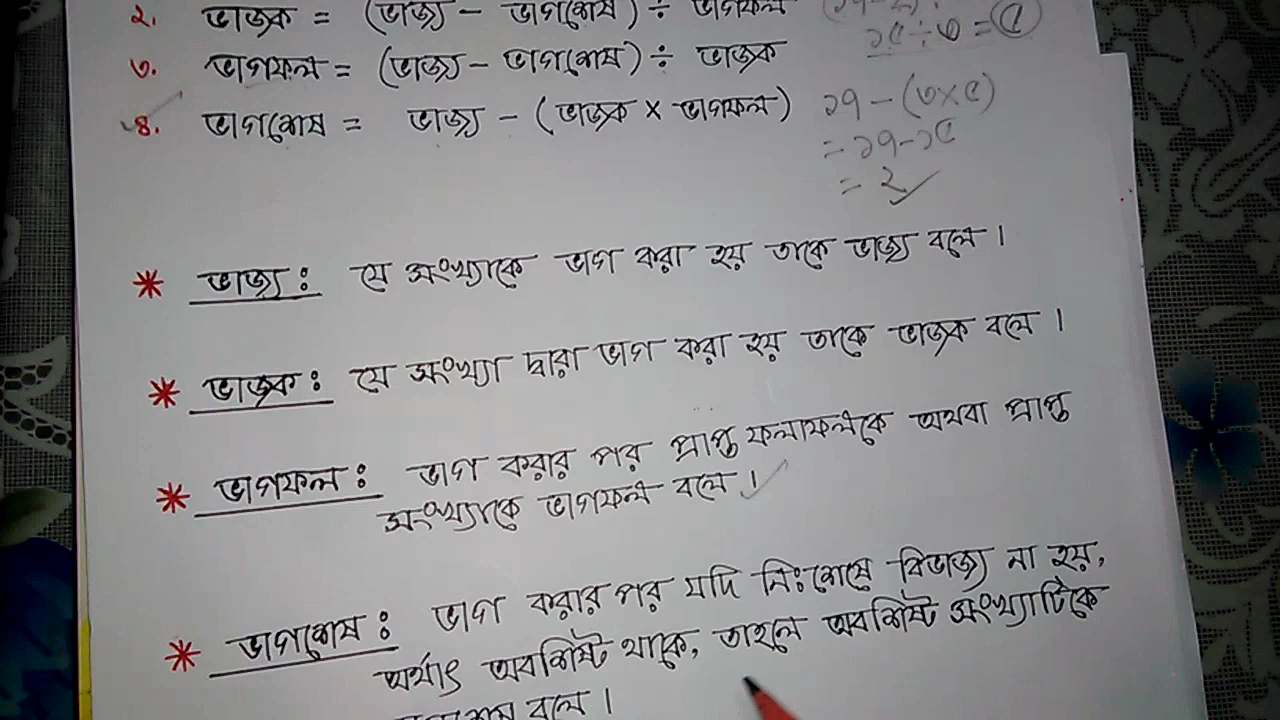 ২. ভাজক = (ভাজ্য - ভাগশেষ) ÷ ভাগফল
১৫ ÷ ৩ = ৫
৩. ভাগফল = (ভাজ্য - ভাগশেষ) ÷ ভাজক
৪. ভাগশেষ = ভাজ্য - (ভাজক × ভাগফল) ১৭ - (৩×৫)
= ১৭-১৫
= ২
* ভাজ্য : যে সংখ্যাকে ভাগ করা হয় তাকে ভাজ্য বলে।
* ভাজক : যে সংখ্যা দ্বারা ভাগ করা হয় তাকে ভাজক বলে।
* ভাগফল : ভাগ করার পর প্রাপ্ত ফলাফলকে অথবা প্রাপ্ত
সংখ্যাকে ভাগফল বলে।
* ভাগশেষ : ভাগ করার পর যদি নিঃশেষে বিভাজ্য না হয়,
অর্থাৎ অবশিষ্ট থাকে, তাহলে অবশিষ্ট সংখ্যাটিকে
বলে।